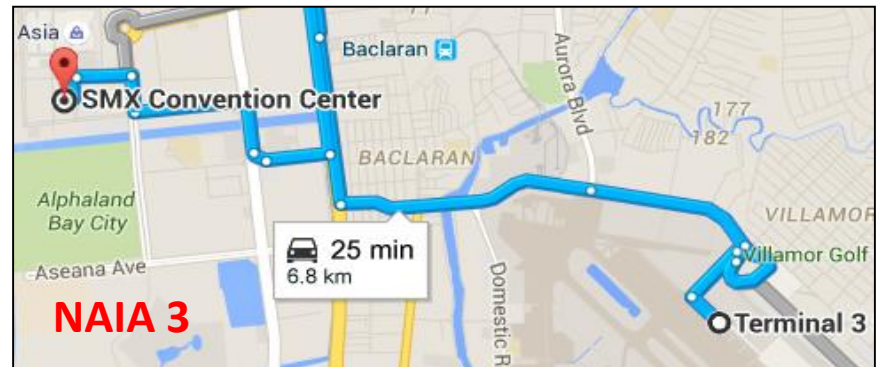 Asia
Baclaran
SMX Convention Center
Aurora Blvd
177
182
BACLARAN
Alphaland
Bay City
VILLAMOR
25 min
6.8 km
Villamor Golf
Aseana Ave
Domestic R
NAIA 3
Terminal 3